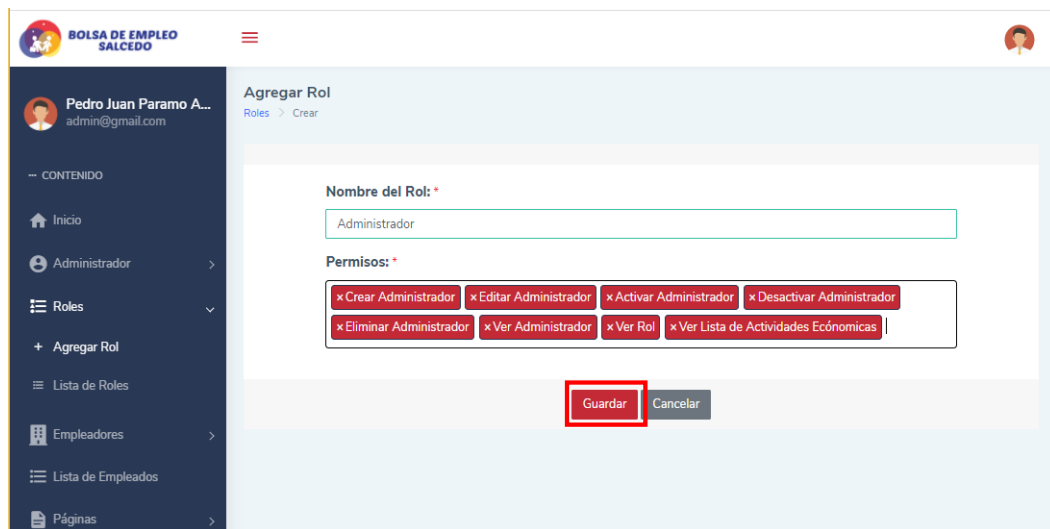 BOLSA DE EMPLEO
SALCEDO
Pedro Juan Paramo A...
admin@gmail.com
Agregar Rol
Roles > Crear
--- CONTENIDO
Inicio
Administrador >
Roles
+ Agregar Rol
Lista de Roles
Empleadores >
Lista de Empleados
Páginas >
Nombre del Rol: *
Administrador
Permisos: *
×Crear Administrador ×Editar Administrador ×Activar Administrador ×Desactivar Administrador
×Eliminar Administrador ×Ver Administrador ×Ver Rol ×Ver Lista de Actividades Ecónomicas
Guardar Cancelar